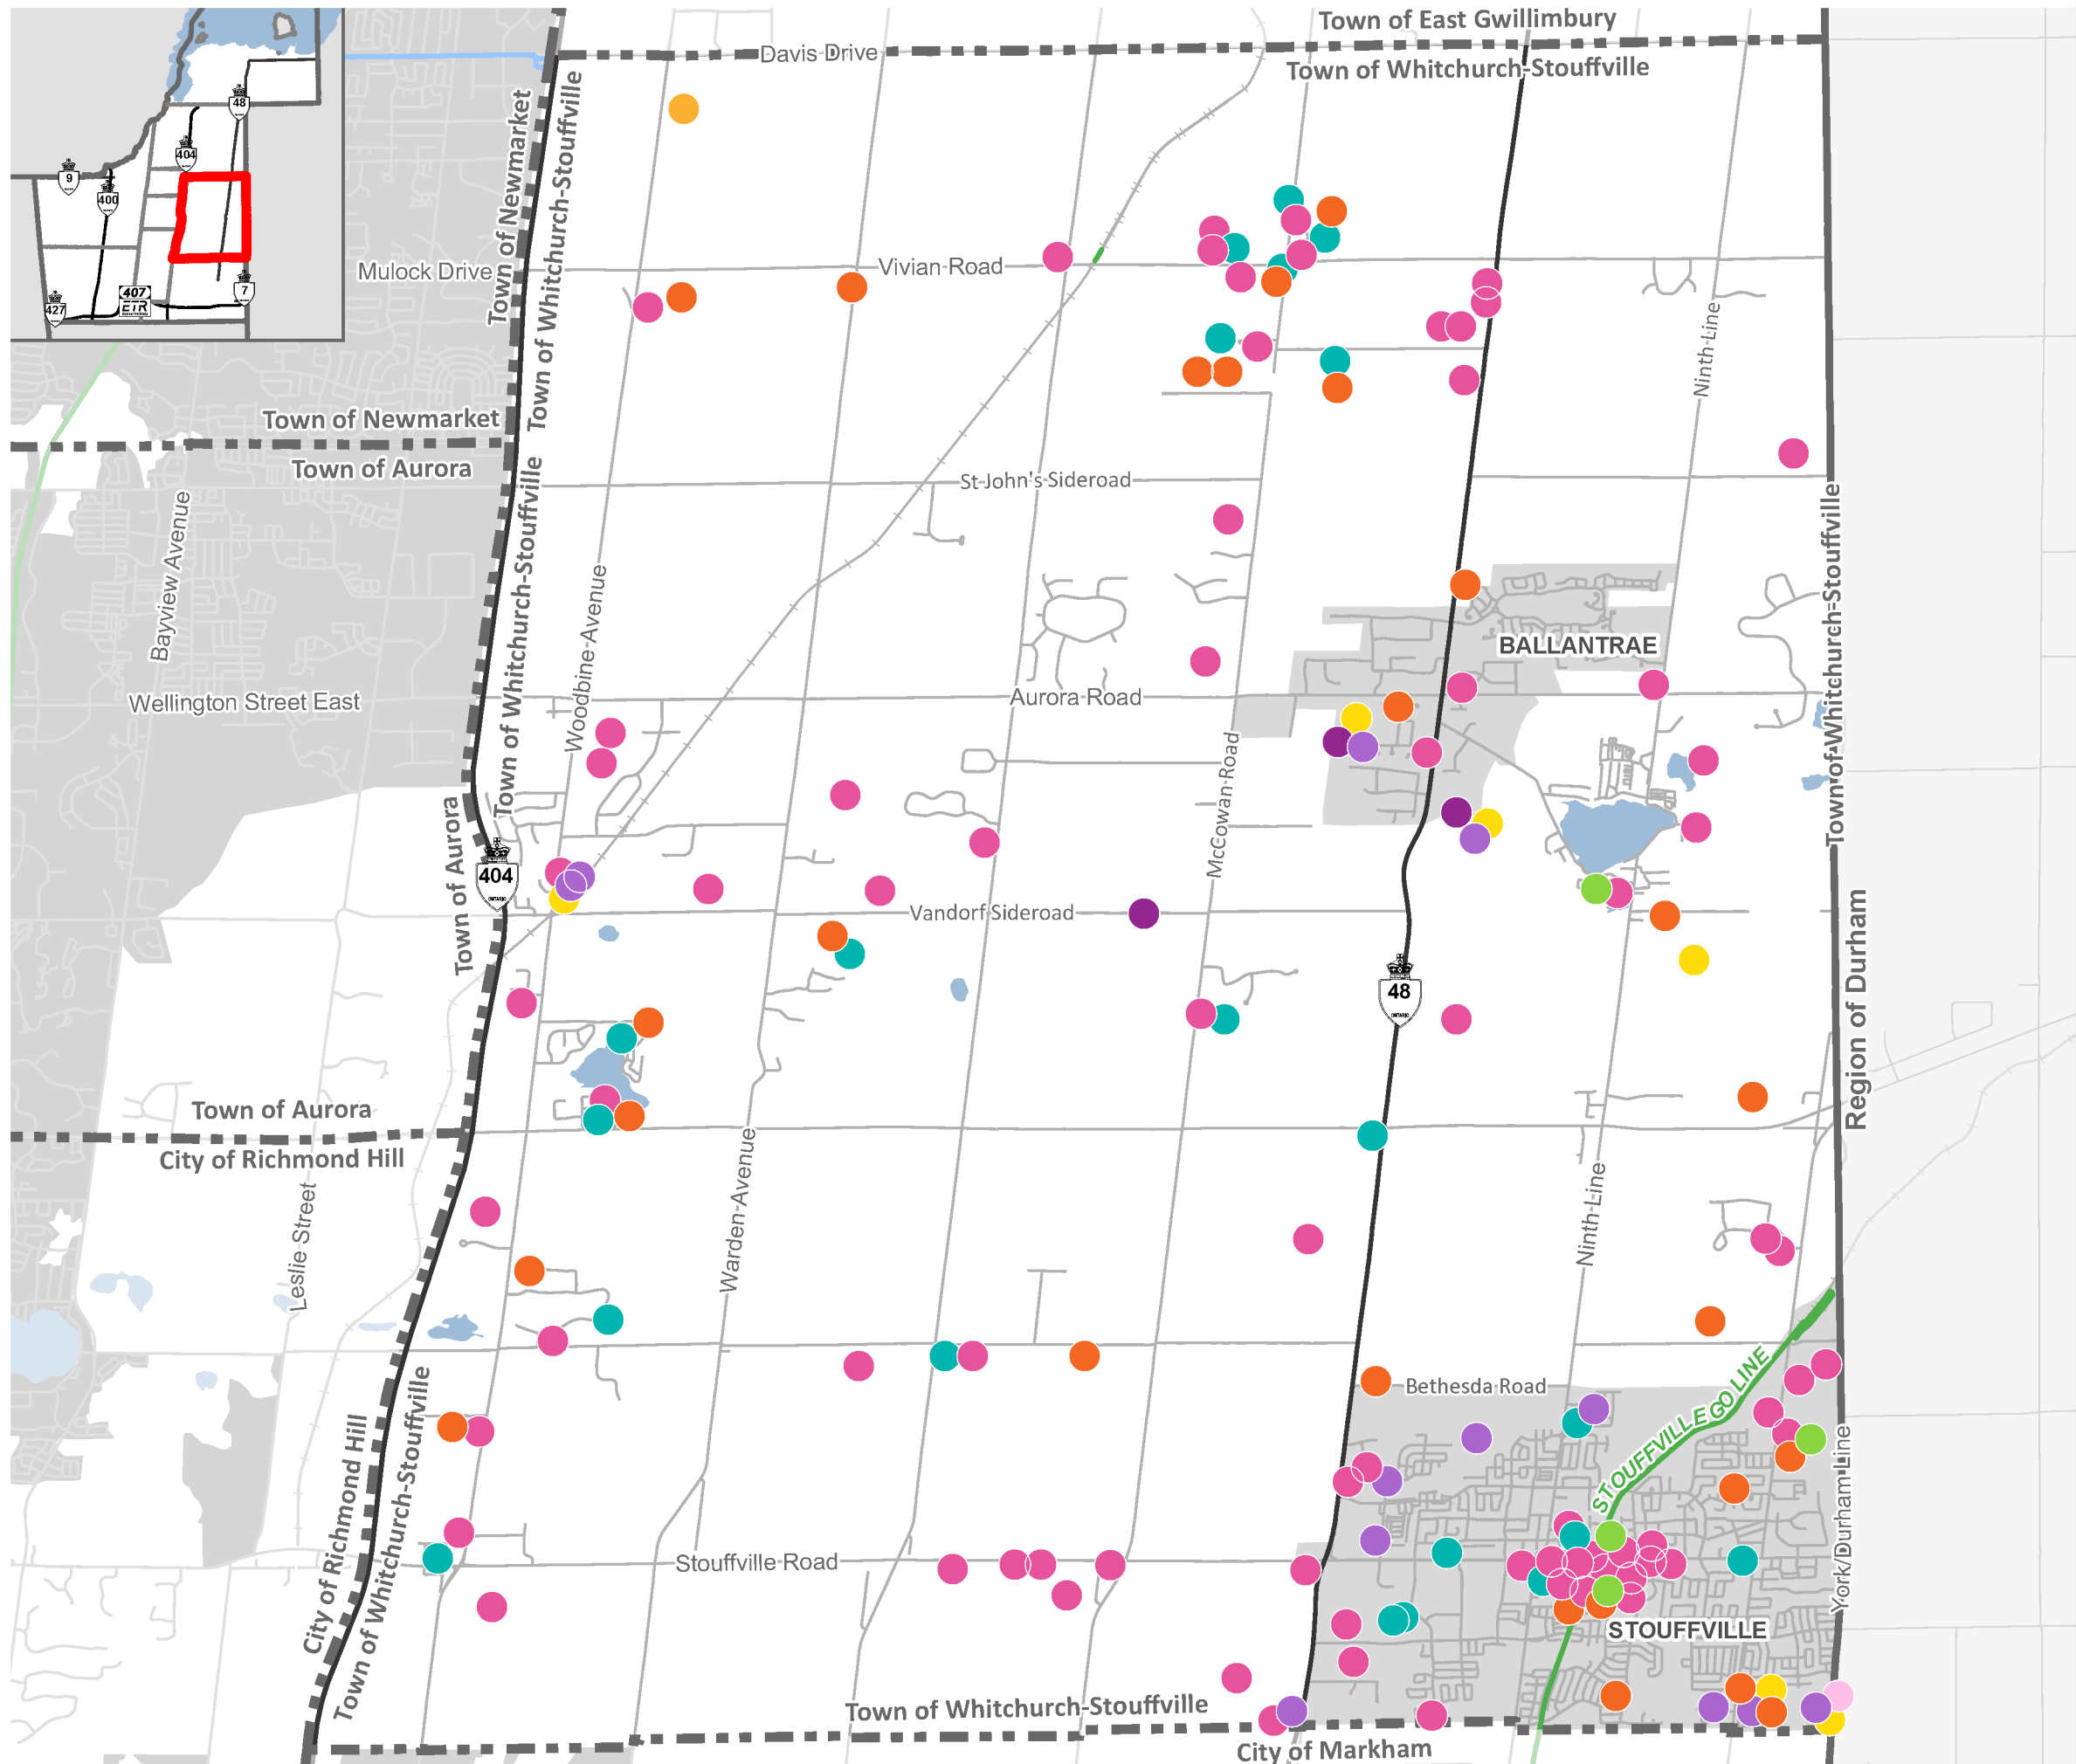 Town of East Gwillimbury
Davis Drive
Town of Whitchurch-Stouffville
48
404
9
400
407
ETR
7
427
Town of Newmarket
Town of Whitchurch-Stouffville
Mulock Drive
Vivian Road
Ninth Line
Town of Newmarket
Town of Aurora
St John's Sideroad
Town of Whitchurch-Stouffville
Town of Whitchurch-Stouffville
Bayview Avenue
Woodbine Avenue
BALLANTRAE
Wellington Street East
Aurora Road
McCowan Road
Town of Aurora
404
ONTARIO
Vandorf Sideroad
48
ONTARIO
Region of Durham
Town of Aurora
City of Richmond Hill
Leslie Street
Warden Avenue
Ninth Line
STOUFFVILLE GO LINE
Bethesda Road
City of Richmond Hill
Town of Whitchurch-Stouffville
York/Durham Line
Stouffville Road
STOUFFVILLE
Town of Whitchurch-Stouffville
City of Markham